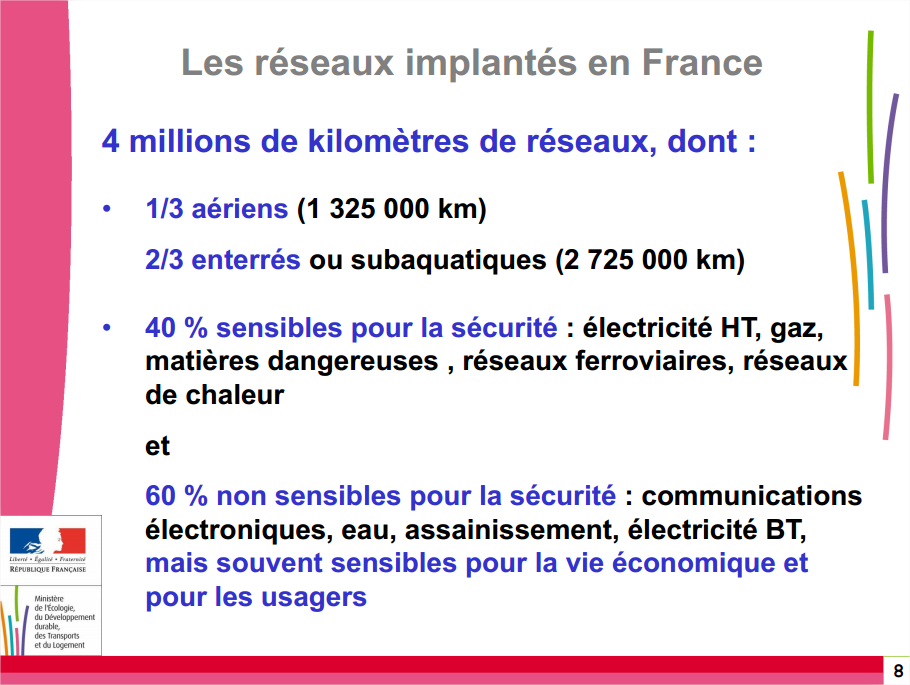 Les réseaux implantés en France
4 millions de kilomètres de réseaux, dont :
• 1/3 aériens (1 325 000 km)
2/3 enterrés ou subaquatiques (2 725 000 km)
• 40 % sensibles pour la sécurité : électricité HT, gaz,
matières dangereuses , réseaux ferroviaires, réseaux
de chaleur
et
60 % non sensibles pour la sécurité : communications
électroniques, eau, assainissement, électricité BT,
mais souvent sensibles pour la vie économique et
pour les usagers
Liberté • Égalité • Fraternité
RÉPUBLIQUE FRANÇAISE
Ministère
de l'Écologie,
du Développement
durable,
des Transports
et du Logement
8